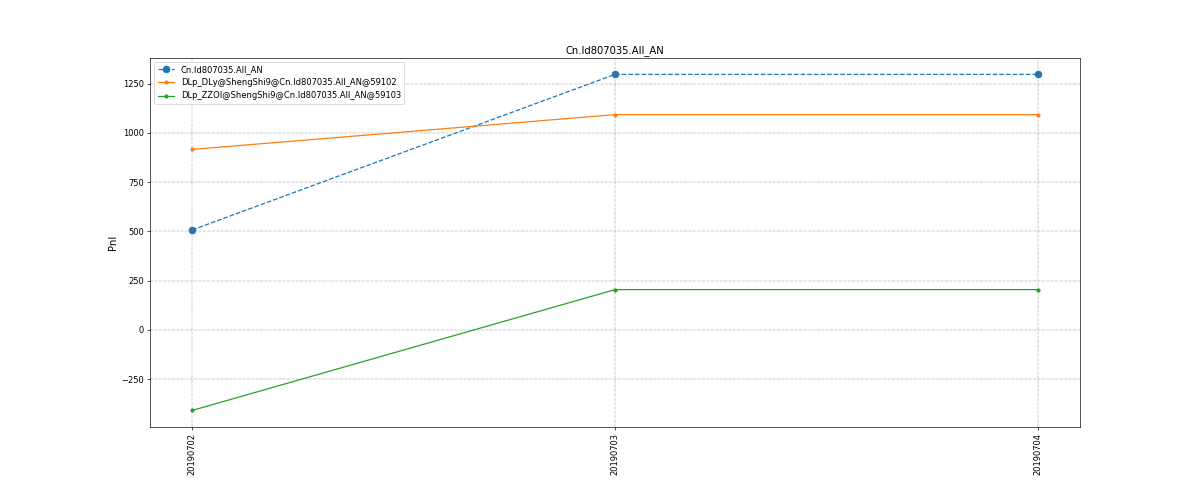 Cn.Id807035.All_AN
Cn.Id807035.All_AN
DLp_DLy@ShengShi9@Cn.Id807035.All_AN@59102
DLp_ZZOI@ShengShi9@Cn.Id807035.All_AN@59103
1250
1000
750
500
250
0
−250
Pnl
20190702
20190703
20190704